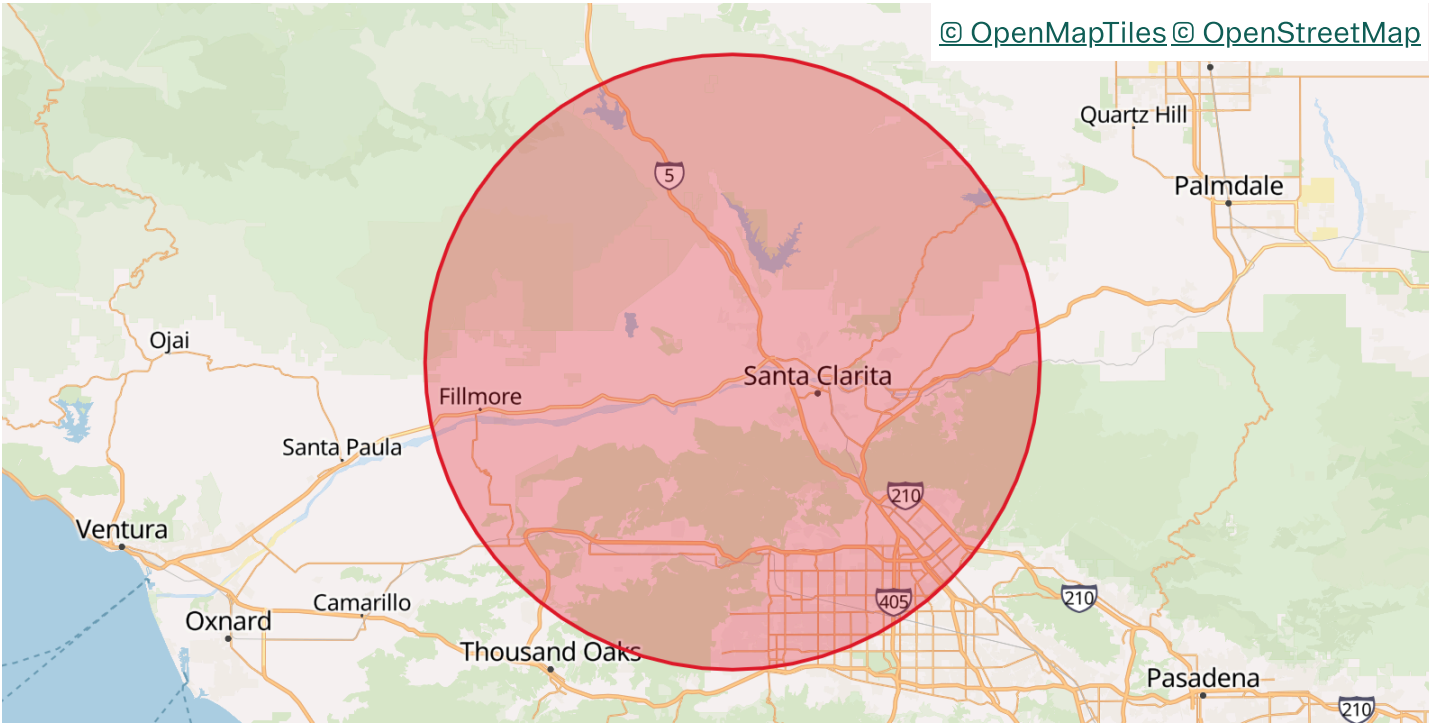 © OpenMapTiles © OpenStreetMap
Quartz Hill
5
Palmdale
Ojai
Santa Clarita
Fillmore
Santa Paula
210
Ventura
405
210
Camarillo
Oxnard
Thousand Oaks
Pasadena
210